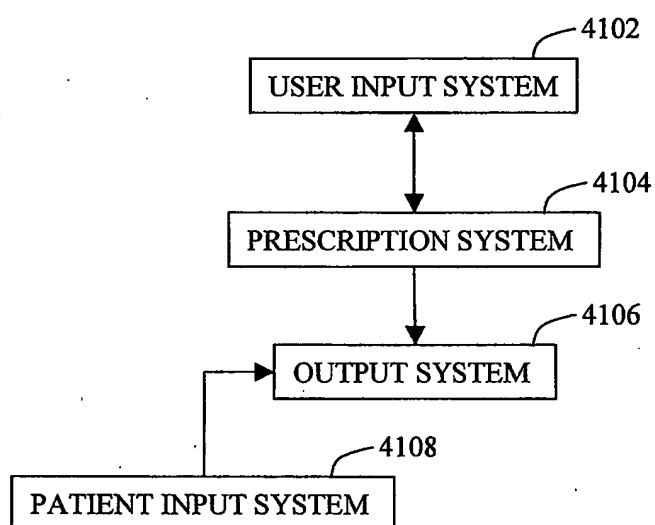 4102
USER INPUT SYSTEM
4104
PRESCRIPTION SYSTEM
4106
OUTPUT SYSTEM
4108
PATIENT INPUT SYSTEM